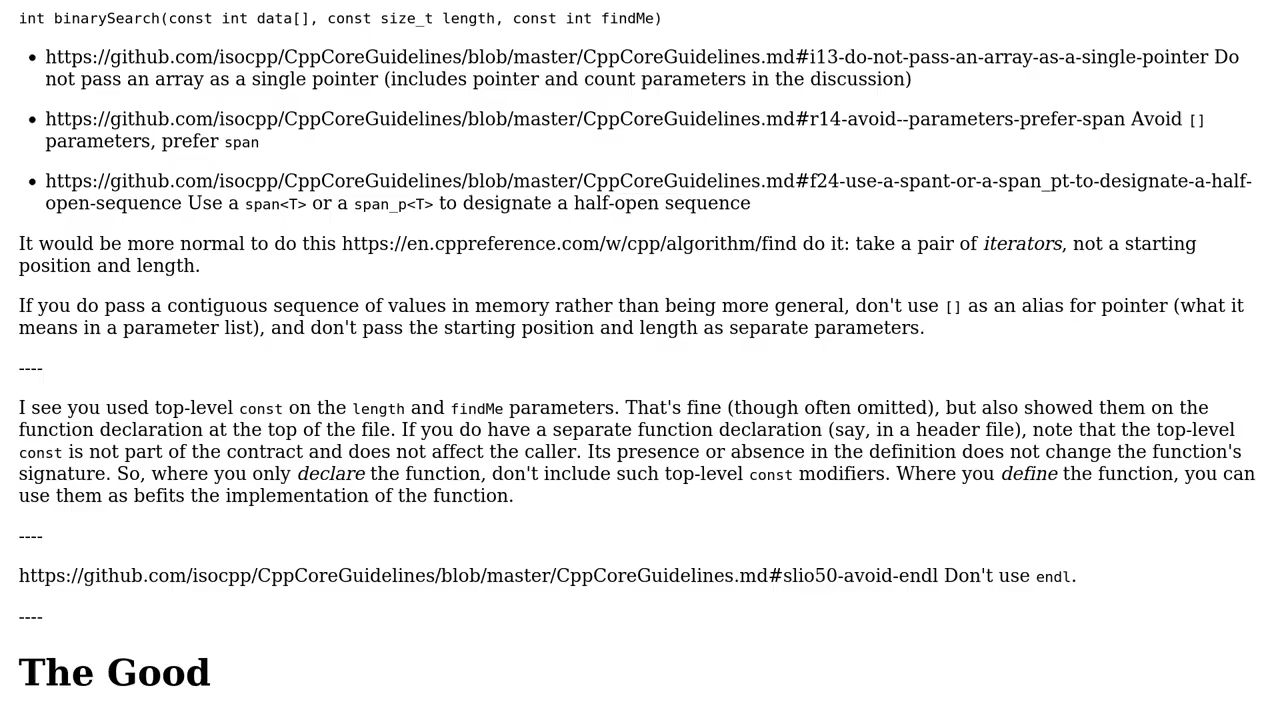 int binarySearch(const int data[], const size_t length, const int findMe)
• https://github.com/isocpp/CppCoreGuidelines/blob/master/CppCoreGuidelines.md#i13-do-not-pass-an-array-as-a-single-pointer Do
not pass an array as a single pointer (includes pointer and count parameters in the discussion)
• https://github.com/isocpp/CppCoreGuidelines/blob/master/CppCoreGuidelines.md#r14-avoid--parameters-prefer-span Avoid []
parameters, prefer span
• https://github.com/isocpp/CppCoreGuidelines/blob/master/CppCoreGuidelines.md#f24-use-a-spant-or-a-span_pt-to-designate-a-half-
open-sequence Use a span<T> or a span_p<T> to designate a half-open sequence
It would be more normal to do this https://en.cppreference.com/w/cpp/algorithm/find do it: take a pair of iterators, not a starting
position and length.
If you do pass a contiguous sequence of values in memory rather than being more general, don't use [] as an alias for pointer (what it
means in a parameter list), and don't pass the starting position and length as separate parameters.
----
I see you used top-level const on the length and findMe parameters. That's fine (though often omitted), but also showed them on the
function declaration at the top of the file. If you do have a separate function declaration (say, in a header file), note that the top-level
const is not part of the contract and does not affect the caller. Its presence or absence in the definition does not change the function's
signature. So, where you only declare the function, don't include such top-level const modifiers. Where you define the function, you can
use them as befits the implementation of the function.
----
https://github.com/isocpp/CppCoreGuidelines/blob/master/CppCoreGuidelines.md#slio50-avoid-endl Don't use endl.
----
The Good